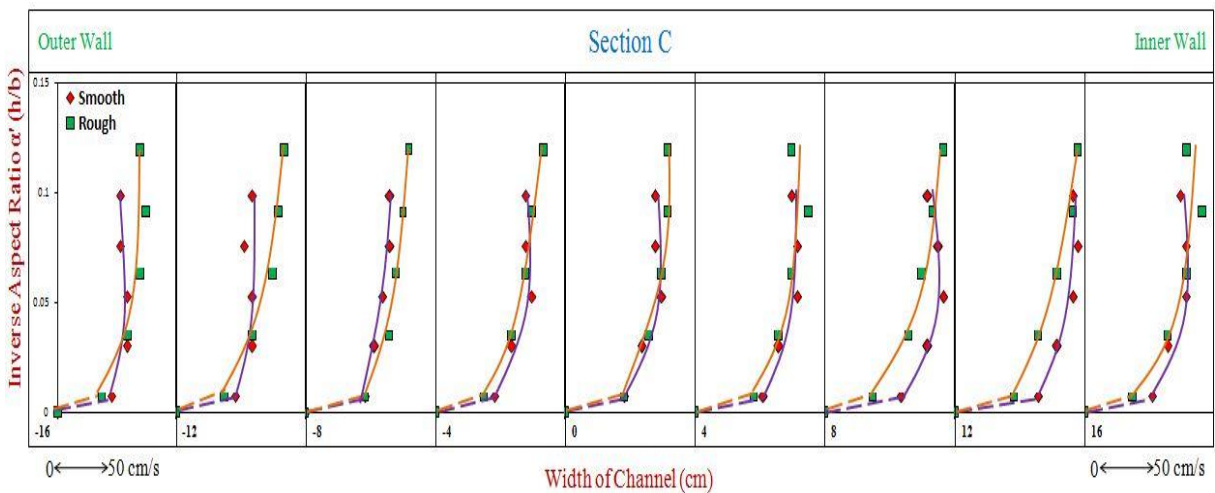 Outer Wall
Section C
Inner Wall
Inverse Aspect Ratio α' (h/b)
0.15
0.1
0.05
0
Smooth
Rough
-16
-12
-8
-4
0
4
8
12
16
0 50 cm/s
Width of Channel (cm)
0 50 cm/s